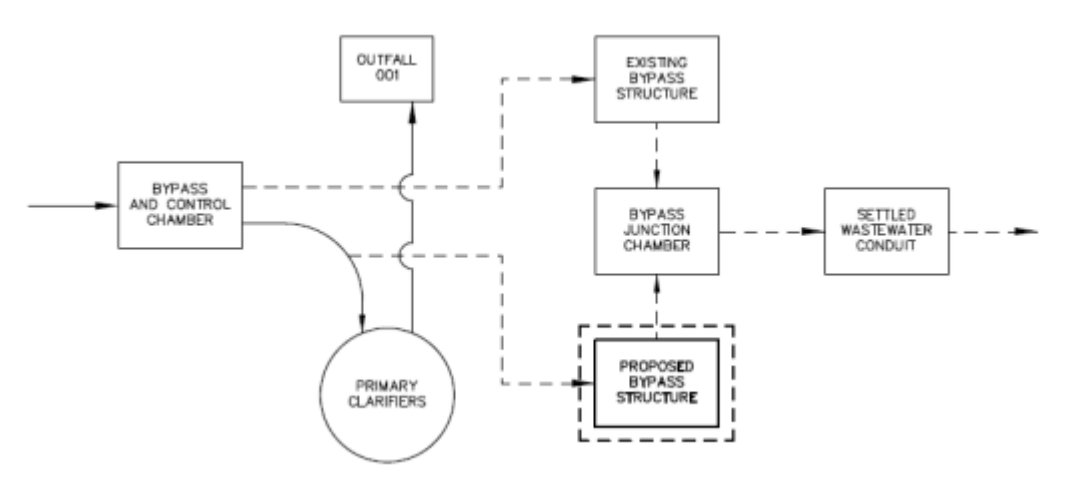 OUTFALL
001
EXISTING
BYPASS
STRUCTURE
BYPASS
AND CONTROL
CHAMBER
BYPASS
JUNCTION
CHAMBER
SETTLED
WASTEWATER
CONDUIT
PRIMARY
CLARIFIERS
PROPOSED
BYPASS
STRUCTURE